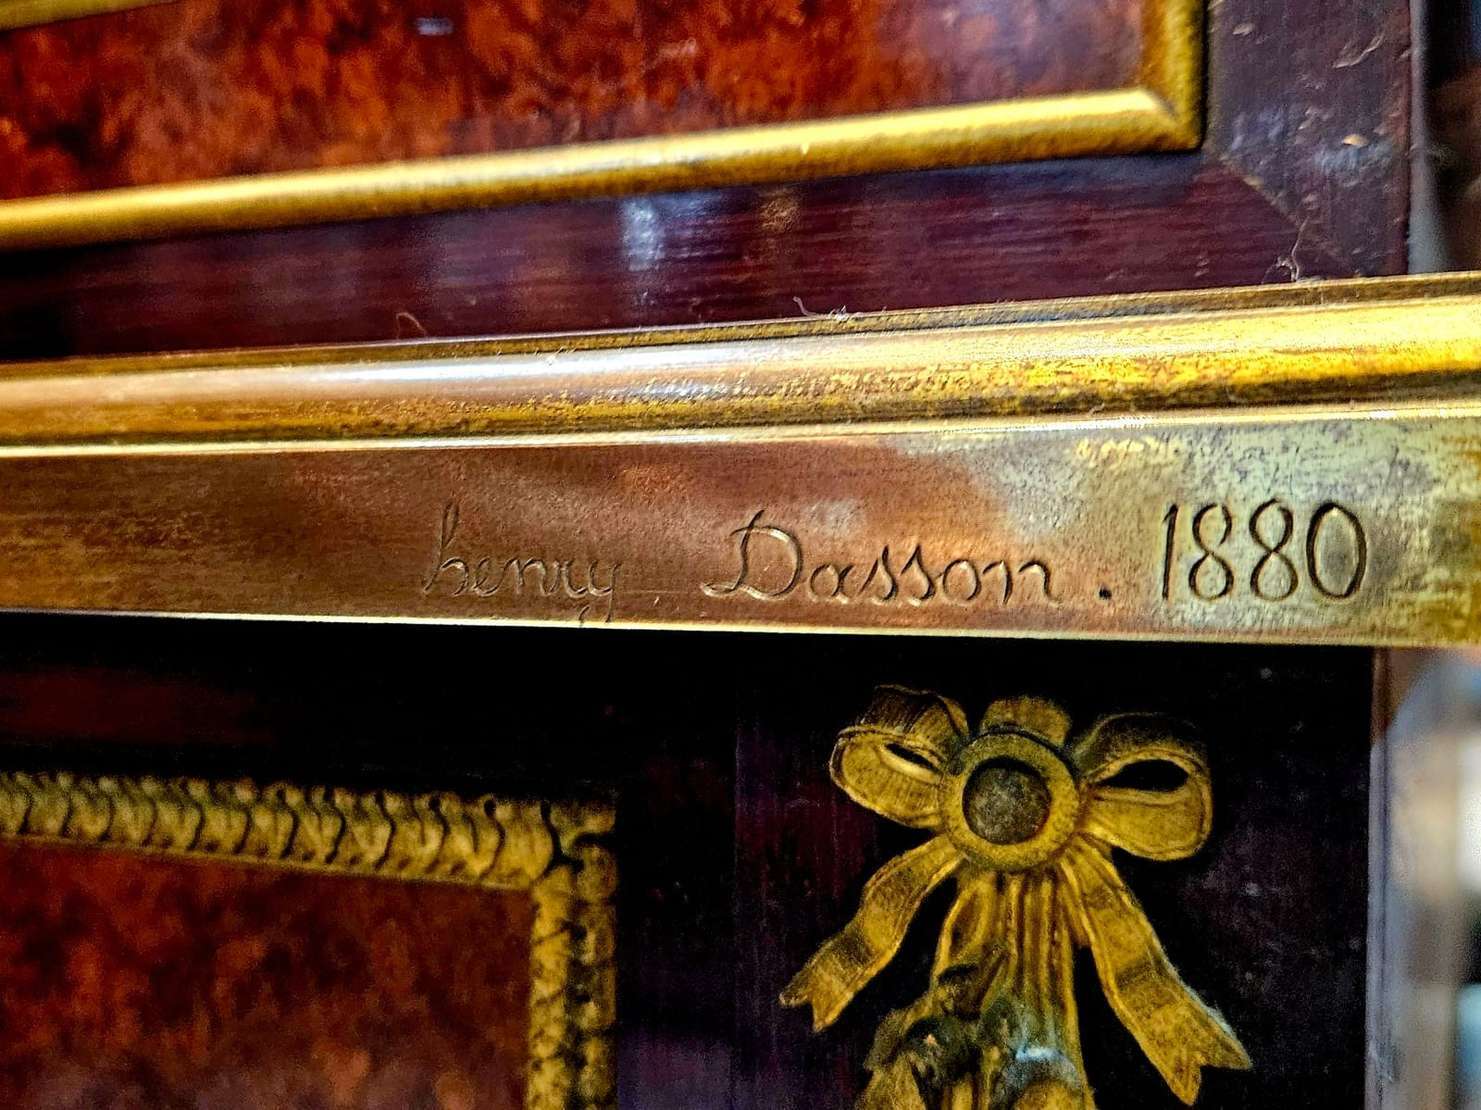 henry Dasson . 1880